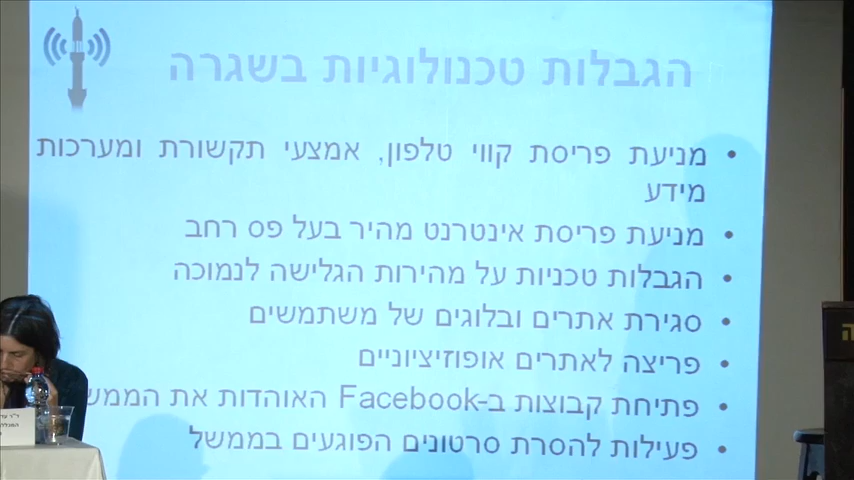 הגבלות טכנולוגיות בשגרה
• מניעת פריסת קווי טלפון, אמצעי תקשורת ומערכות
מידע
• מניעת פריסת אינטרנט מהיר בעל פס רחב
• הגבלות טכניות על מהירות הגלישה לנמוכה
• סגירת אתרים ובלוגים של משתמשים
• פריצה לאתרים אופוזיציוניים
• פתיחת קבוצות ב-Facebook האוהדות את
• פעילות להסרת סרטונים הפוגעים בממשל